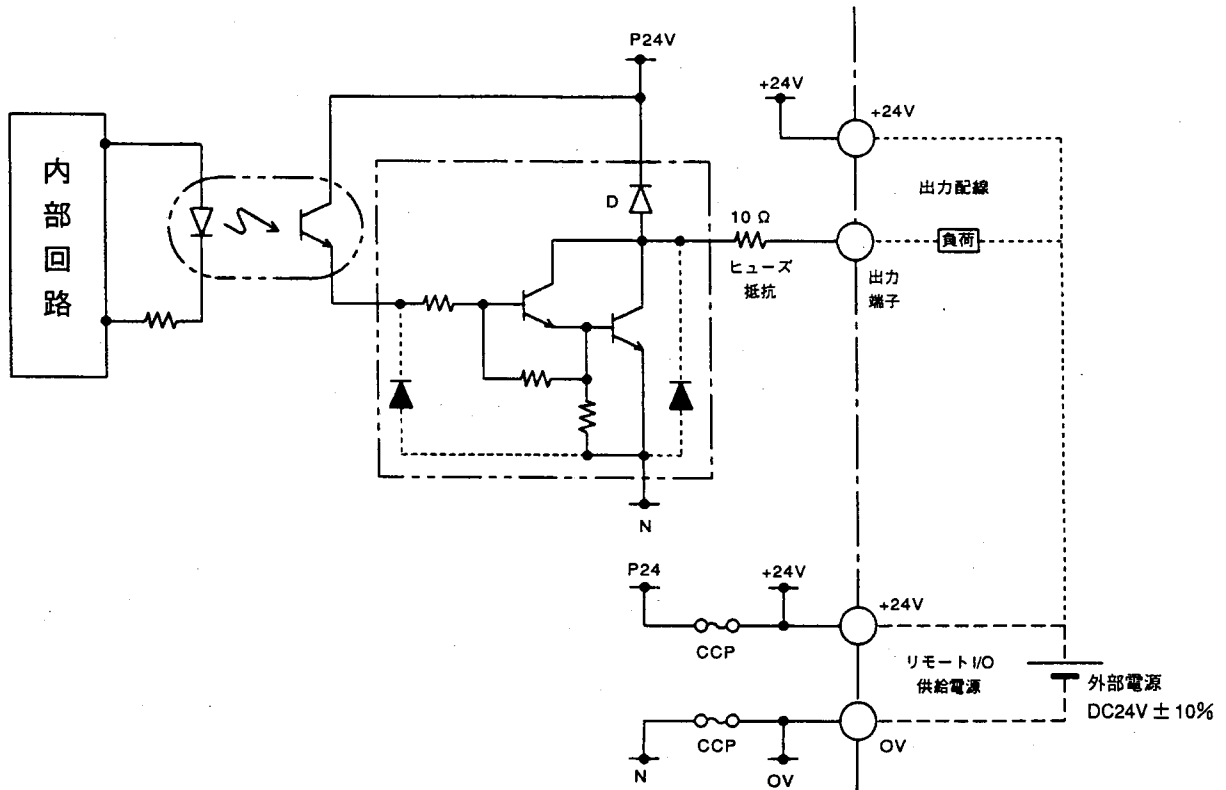 P24V
+24V
+24V
内部回路
D
出力配線
10 Ω
ヒューズ
抵抗
負荷
出力
端子
N
P24
+24V
+24V
CCP
リモートI/O
供給電源
外部電源
DC24V ± 10%
CCP
N
OV
OV